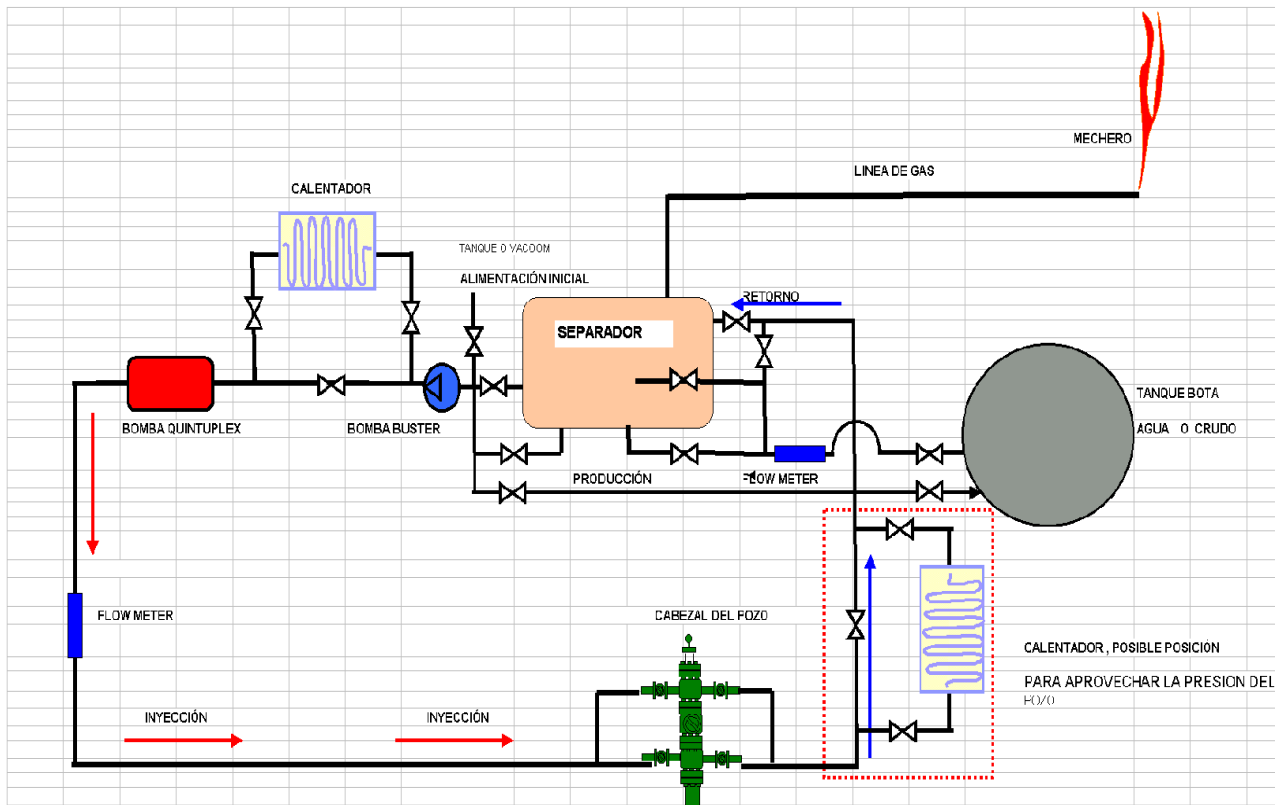 MECHERO
LINEA DE GAS
CALENTADOR
TANQUE O VACOOM
ALIMENTACIÓN INICIAL
RETORNO
SEPARADOR
TANQUE BOTA
AGUA O CRUDO
BOMBA QUINTUPLEX
BOMBA BUSTER
PRODUCCIÓN
FLOW METER
FLOW METER
CABEZAL DEL POZO
CALENTADOR, POSIBLE POSICIÓN
PARA APROVECHAR LA PRESION DEL
POZO
INYECCIÓN
INYECCIÓN